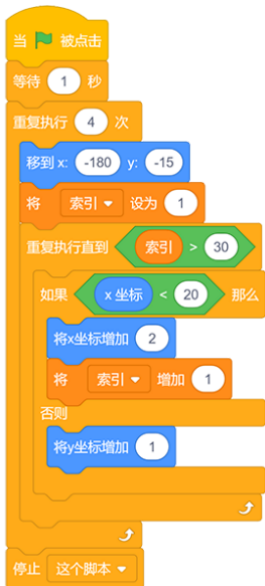 当 被点击
等待 1 秒
重复执行 4 次
移到 x: -180 y: -15
将 索引 设为 1
重复执行直到 索引 > 30
如果 x 坐标 < 20 那么
将x坐标增加 2
将 索引 增加 1
否则
将y坐标增加 1
停止 这个脚本